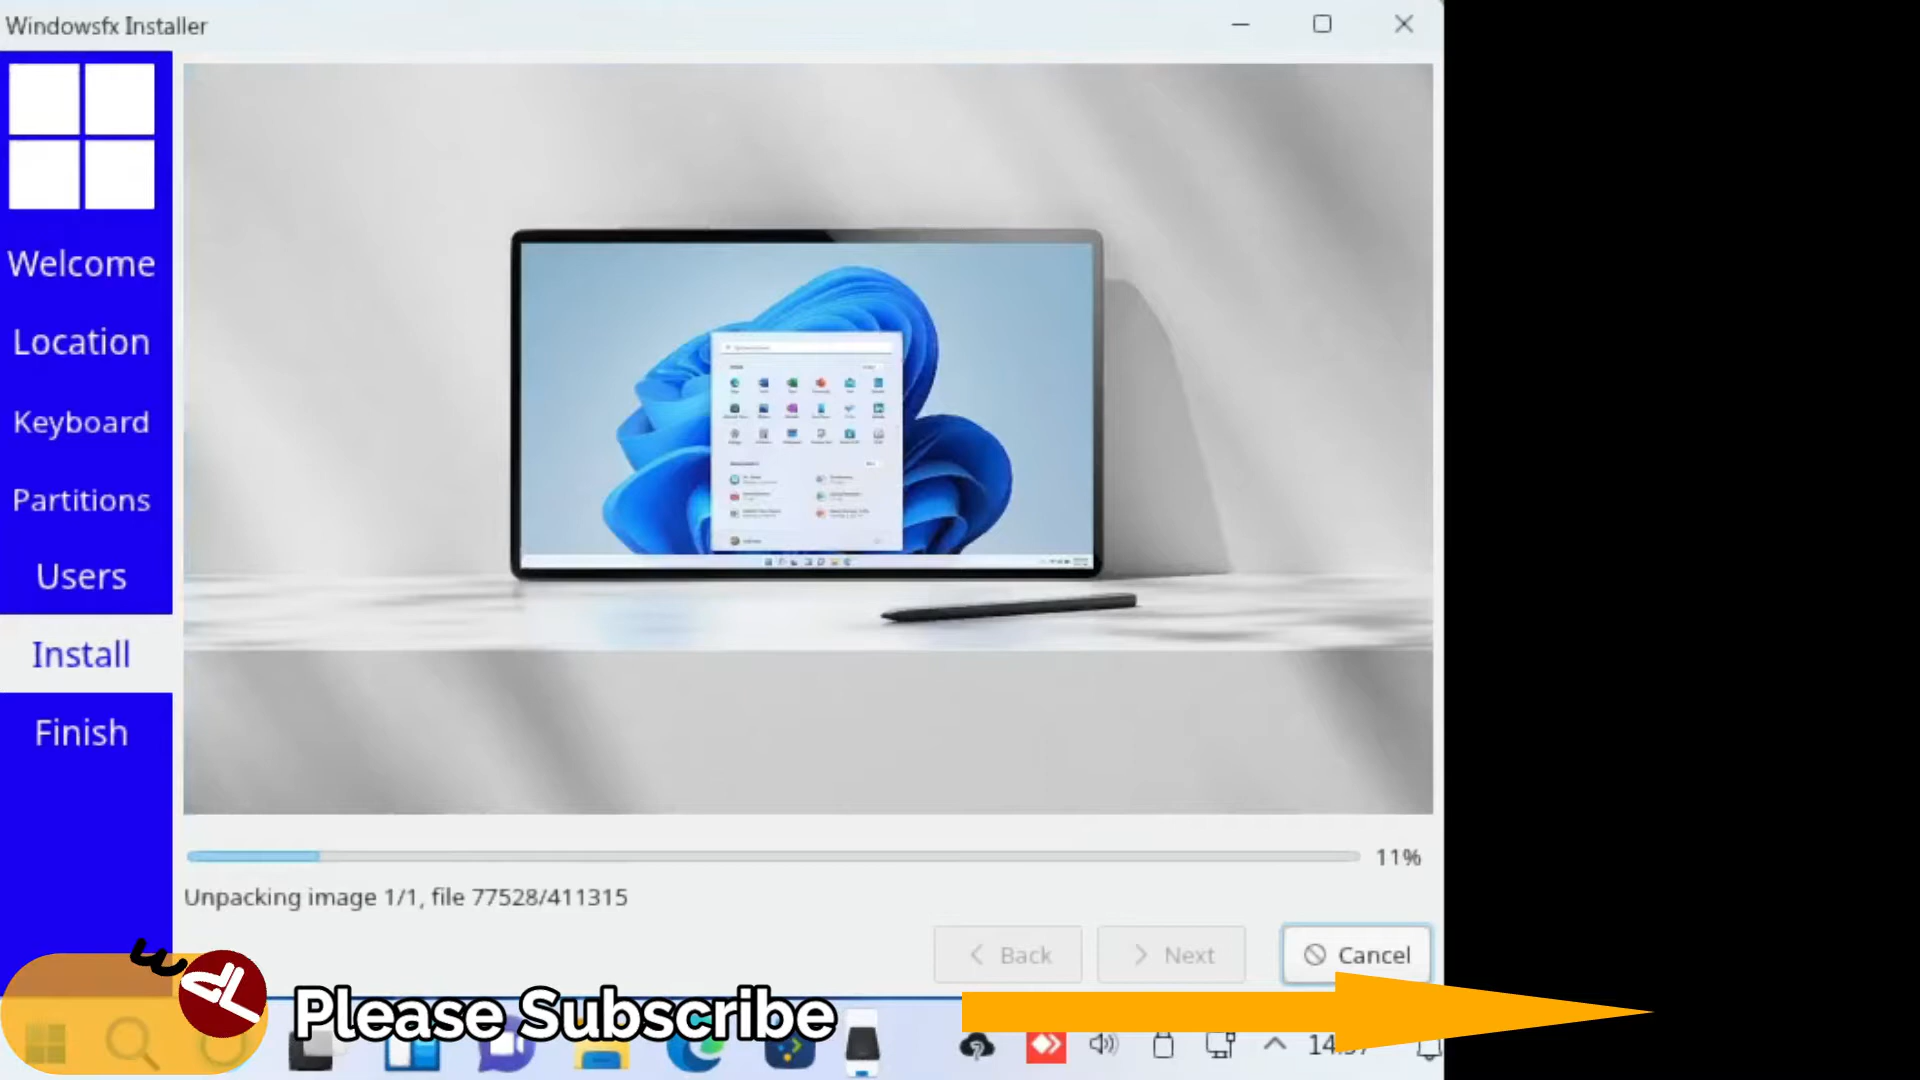 Windowsfx Installer
Welcome
Location
Keyboard
Partitions
Users
Install
Finish
11%
Unpacking image 1/1, file 77528/411315
Back
Next
Cancel
Please Subscribe